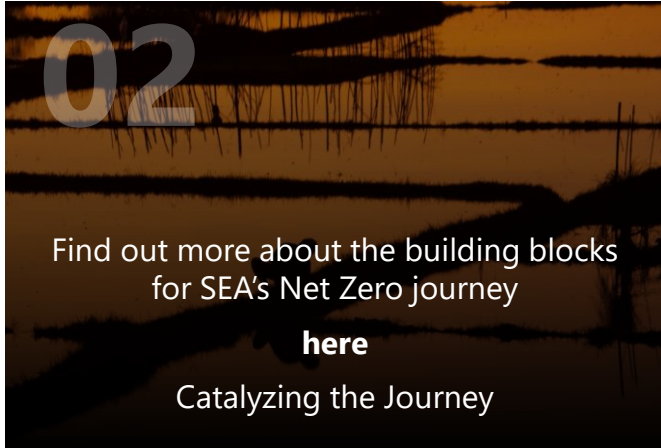 02
Find out more about the building blocks
for SEA's Net Zero journey
here
Catalyzing the Journey